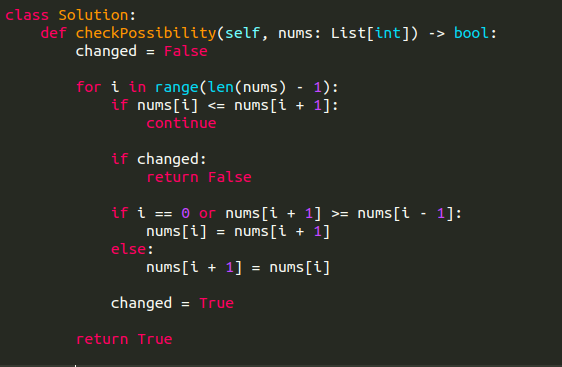 class Solution:
    def checkPossibility(self, nums: List[int]) -> bool:
        changed = False

        for i in range(len(nums) - 1):
            if nums[i] <= nums[i + 1]:
                continue

            if changed:
                return False

            if i == 0 or nums[i + 1] >= nums[i - 1]:
                nums[i] = nums[i + 1]
            else:
                nums[i + 1] = nums[i]

            changed = True

        return True